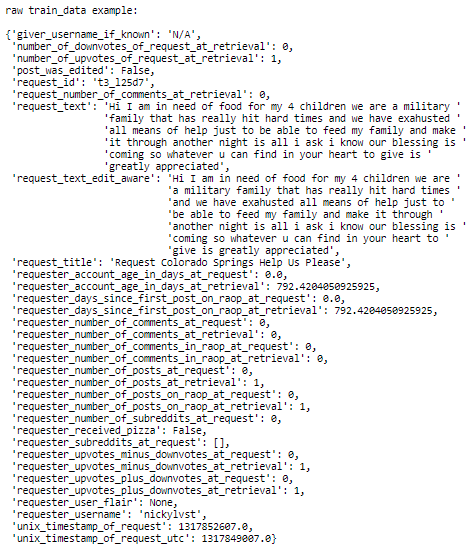 raw train_data example:
{'giver_username_if_known': 'N/A',
'number_of_downvotes_of_request_at_retrieval': 0,
'number_of_upvotes_of_request_at_retrieval': 1,
'post_was_edited': False,
'request_id': 't3_l25d7',
'request_number_of_comments_at_retrieval': 0,
'request_text': 'Hi I am in need of food for my 4 children we are a military '
'family that has really hit hard times and we have exahusted '
'all means of help just to be able to feed my family and make '
'it through another night is all i ask i know our blessing is '
'coming so whatever u can find in your heart to give is '
'greatly appreciated',
'request_text_edit_aware': 'Hi I am in need of food for my 4 children we are '
'a military family that has really hit hard times '
'and we have exahusted all means of help just to '
'be able to feed my family and make it through '
'another night is all i ask i know our blessing is '
'coming so whatever u can find in your heart to '
'give is greatly appreciated',
'request_title': 'Request Colorado Springs Help Us Please',
'requester_account_age_in_days_at_request': 0.0,
'requester_account_age_in_days_at_retrieval': 792.4204050925925,
'requester_days_since_first_post_on_raop_at_request': 0.0,
'requester_days_since_first_post_on_raop_at_retrieval': 792.4204050925925,
'requester_number_of_comments_at_request': 0,
'requester_number_of_comments_at_retrieval': 0,
'requester_number_of_comments_in_raop_at_request': 0,
'requester_number_of_comments_in_raop_at_retrieval': 0,
'requester_number_of_posts_at_request': 0,
'requester_number_of_posts_at_retrieval': 1,
'requester_number_of_posts_on_raop_at_request': 0,
'requester_number_of_posts_on_raop_at_retrieval': 1,
'requester_number_of_subreddits_at_request': 0,
'requester_received_pizza': False,
'requester_subreddits_at_request': [],
'requester_upvotes_minus_downvotes_at_request': 0,
'requester_upvotes_minus_downvotes_at_retrieval': 1,
'requester_upvotes_plus_downvotes_at_request': 0,
'requester_upvotes_plus_downvotes_at_retrieval': 1,
'requester_user_flair': None,
'requester_username': 'nickylvst',
'unix_timestamp_of_request': 1317852607.0,
'unix_timestamp_of_request_utc': 1317849007.0}